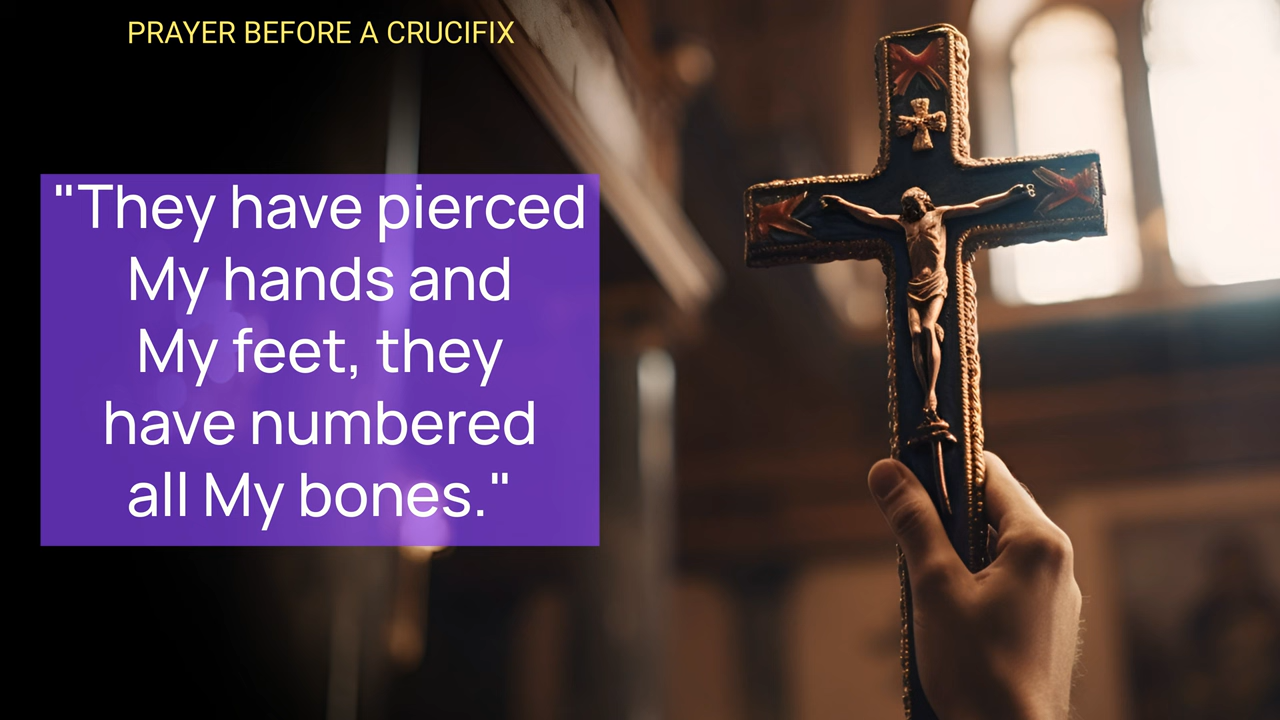 PRAYER BEFORE A CRUCIFIX
"They have pierced
My hands and
My feet, they
have numbered
all My bones."